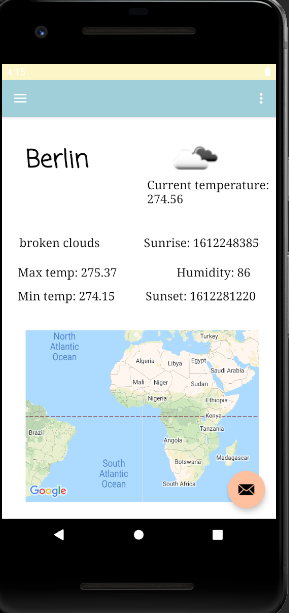 Berlin
Current temperature:
274.56
broken clouds
Sunrise: 1612248385
Max temp: 275.37
Humidity: 86
Min temp: 274.15
Sunset: 1612281220
North
Atlantic
Ocean
Turkey
Algeria
Libya
Egypt
Saudi Arabia
Mali
Niger
Sudan
Nigeria
Ethiopia
Kenya
Brazil
Tanzania
Angola
South
Atlantic
Ocean
Botswana
Madagascar
South Africa
Google